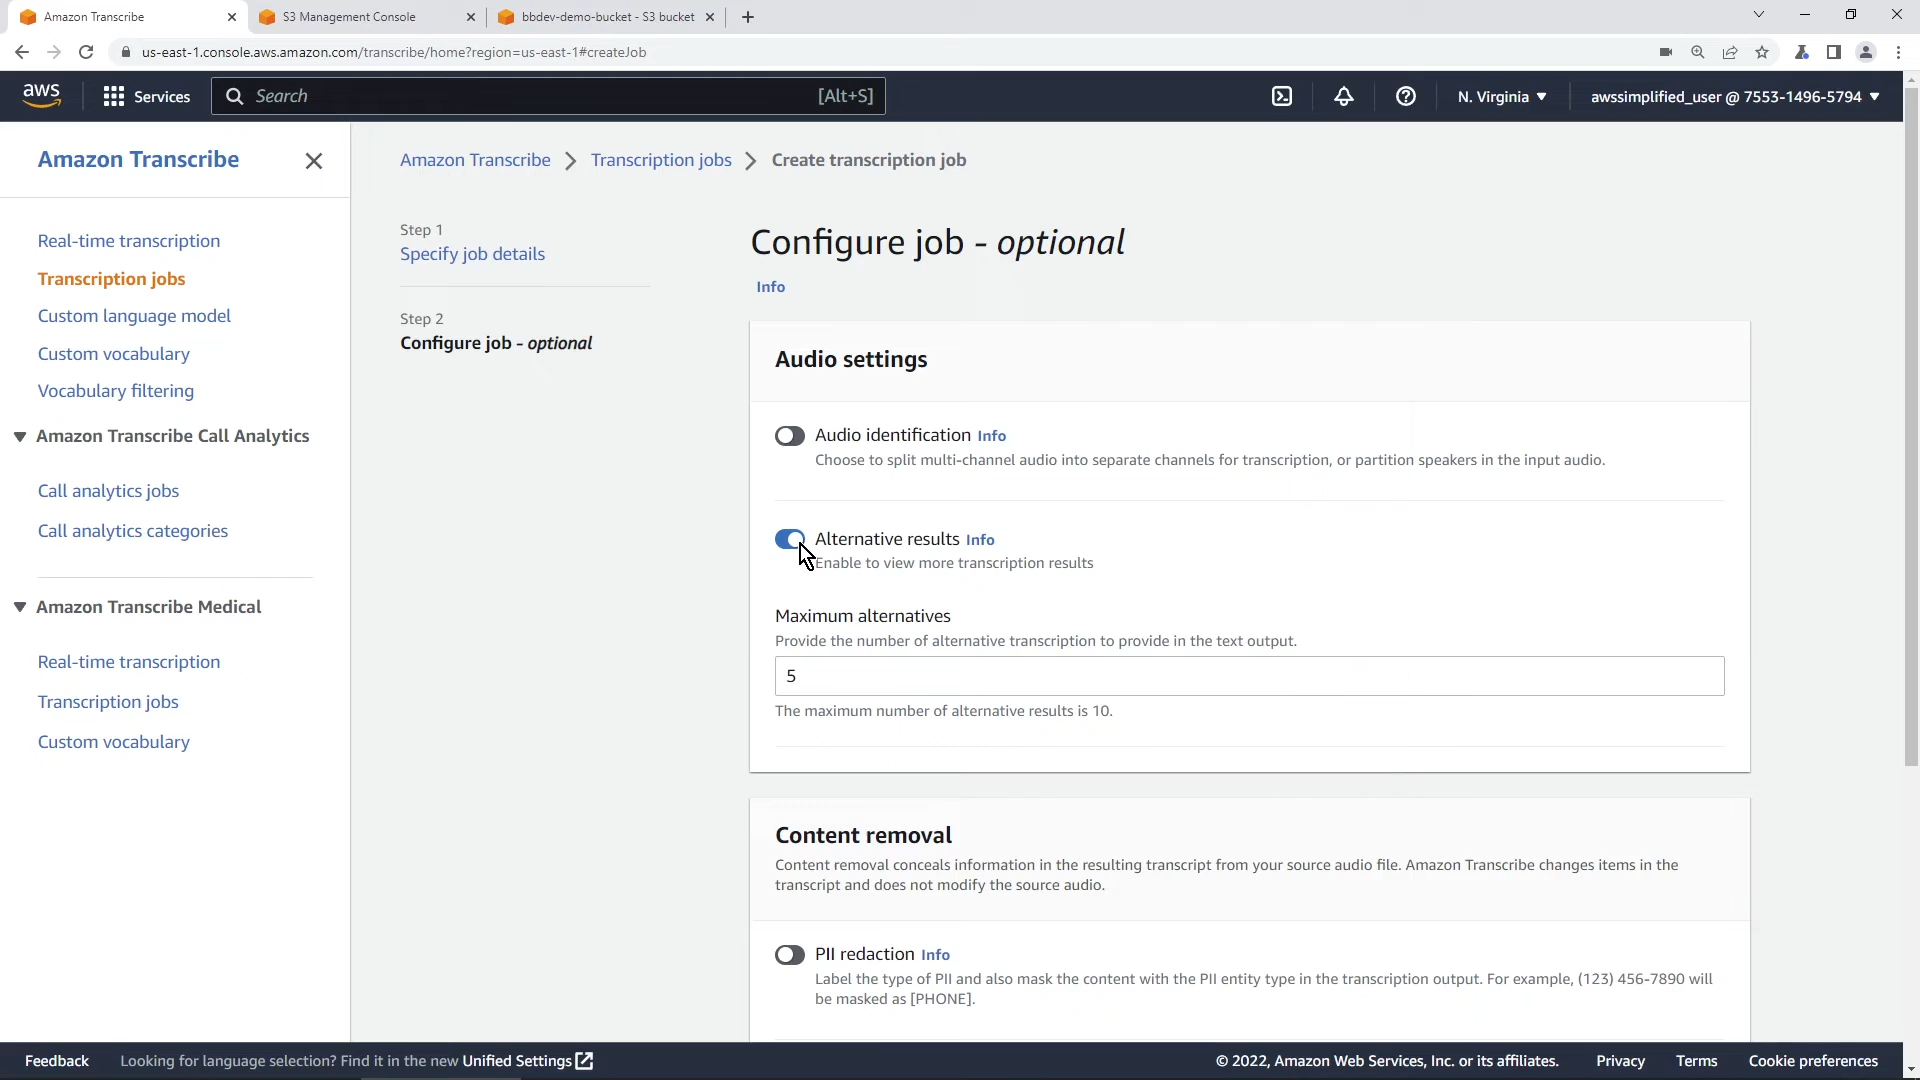 Amazon Transcribe
S3 Management Console
bbdev-demo-bucket - S3 bucket
us-east-1.console.aws.amazon.com/transcribe/home?region=us-east-1#createJob
aws
Services
Search
[Alt+S]
N. Virginia
awssimplified_user @ 7553-1496-5794
Amazon Transcribe
Real-time transcription
Transcription jobs
Custom language model
Custom vocabulary
Vocabulary filtering
Amazon Transcribe Call Analytics
Call analytics jobs
Call analytics categories
Amazon Transcribe Medical
Real-time transcription
Transcription jobs
Custom vocabulary
Amazon Transcribe > Transcription jobs > Create transcription job
Step 1
Specify job details
Step 2
Configure job - optional
Configure job - optional
Info
Audio settings
Audio identification Info
Choose to split multi-channel audio into separate channels for transcription, or partition speakers in the input audio.
Alternative results Info
Enable to view more transcription results
Maximum alternatives
Provide the number of alternative transcription to provide in the text output.
5
The maximum number of alternative results is 10.
Content removal
Content removal conceals information in the resulting transcript from your source audio file. Amazon Transcribe changes items in the
transcript and does not modify the source audio.
PII redaction Info
Label the type of PII and also mask the content with the PII entity type in the transcription output. For example, (123) 456-7890 will
be masked as [PHONE].
Feedback
Looking for language selection? Find it in the new Unified Settings
© 2022, Amazon Web Services, Inc. or its affiliates.
Privacy
Terms
Cookie preferences